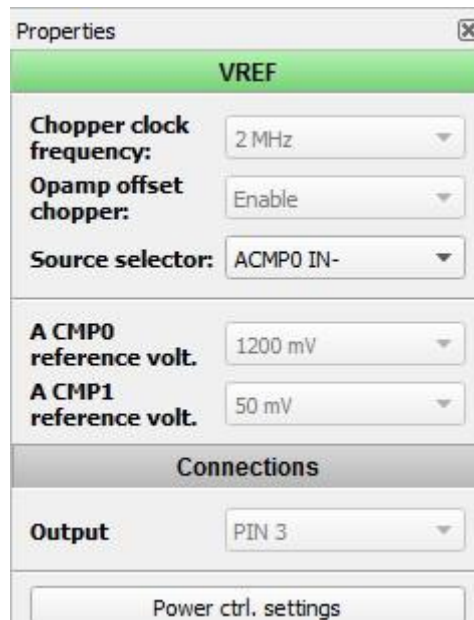 Properties
VREF
Chopper clock
frequency:
2 MHz
Opamp offset
chopper:
Enable
Source selector:
ACMP0 IN-
A CMP0
reference volt.
1200 mV
A CMP1
reference volt.
50 mV
Connections
Output
PIN 3
Power ctrl. settings